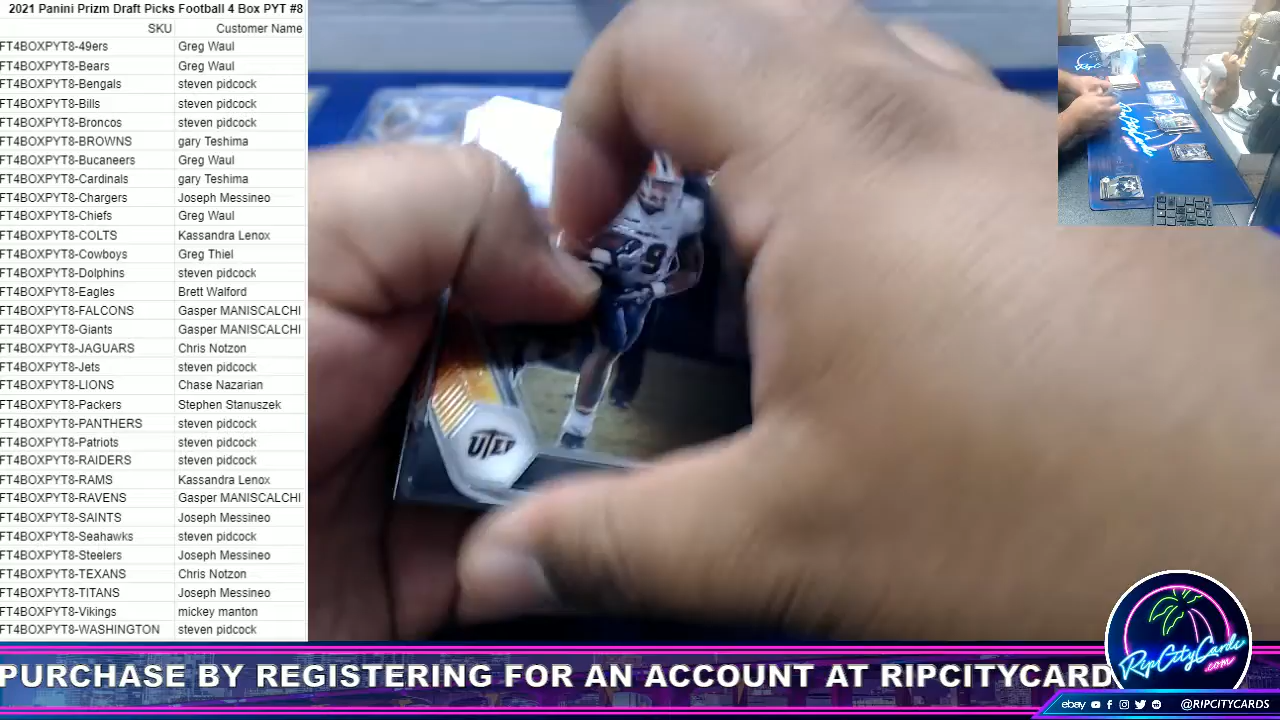 2021 Panini Prizm Draft Picks Football 4 Box PYT #8
SKU Customer Name
FT4BOXPYT8-49ers Greg Waul
FT4BOXPYT8-Bears Greg Waul
FT4BOXPYT8-Bengals steven pidcock
FT4BOXPYT8-Bills steven pidcock
FT4BOXPYT8-Broncos steven pidcock
FT4BOXPYT8-BROWNS gary Teshima
FT4BOXPYT8-Bucaneers Greg Waul
FT4BOXPYT8-Cardinals gary Teshima
FT4BOXPYT8-Chargers Joseph Messineo
FT4BOXPYT8-Chiefs Greg Waul
FT4BOXPYT8-COLTS Kassandra Lenox
FT4BOXPYT8-Cowboys Greg Thiel
FT4BOXPYT8-Dolphins steven pidcock
FT4BOXPYT8-Eagles Brett Walford
FT4BOXPYT8-FALCONS Gasper MANISCALCHI
FT4BOXPYT8-Giants Gasper MANISCALCHI
FT4BOXPYT8-JAGUARS Chris Notzon
FT4BOXPYT8-Jets steven pidcock
FT4BOXPYT8-LIONS Chase Nazarian
FT4BOXPYT8-Packers Stephen Stanuszek
FT4BOXPYT8-PANTHERS steven pidcock
FT4BOXPYT8-Patriots steven pidcock
FT4BOXPYT8-RAIDERS steven pidcock
FT4BOXPYT8-RAMS Kassandra Lenox
FT4BOXPYT8-RAVENS Gasper MANISCALCHI
FT4BOXPYT8-SAINTS Joseph Messineo
FT4BOXPYT8-Seahawks steven pidcock
FT4BOXPYT8-Steelers Joseph Messineo
FT4BOXPYT8-TEXANS Chris Notzon
FT4BOXPYT8-TITANS Joseph Messineo
FT4BOXPYT8-Vikings mickey manton
FT4BOXPYT8-WASHINGTON steven pidcock
UTEP
PURCHASE BY REGISTERING FOR AN ACCOUNT AT RIPCITYCARD
RipCityCards
.com
ebay @RIPCITYCARDS